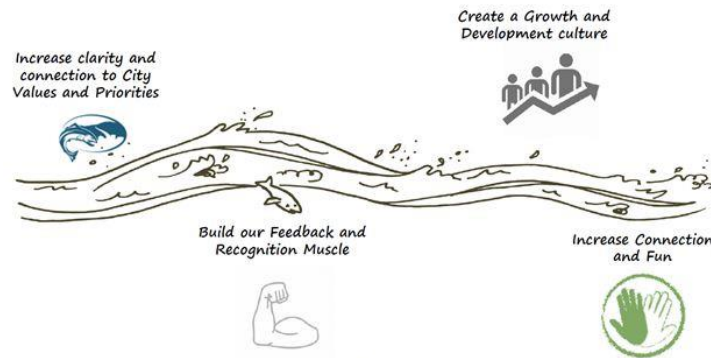 Increase clarity and
connection to City
Values and Priorities
Create a Growth and
Development culture
Build our Feedback and
Recognition Muscle
Increase Connection
and Fun